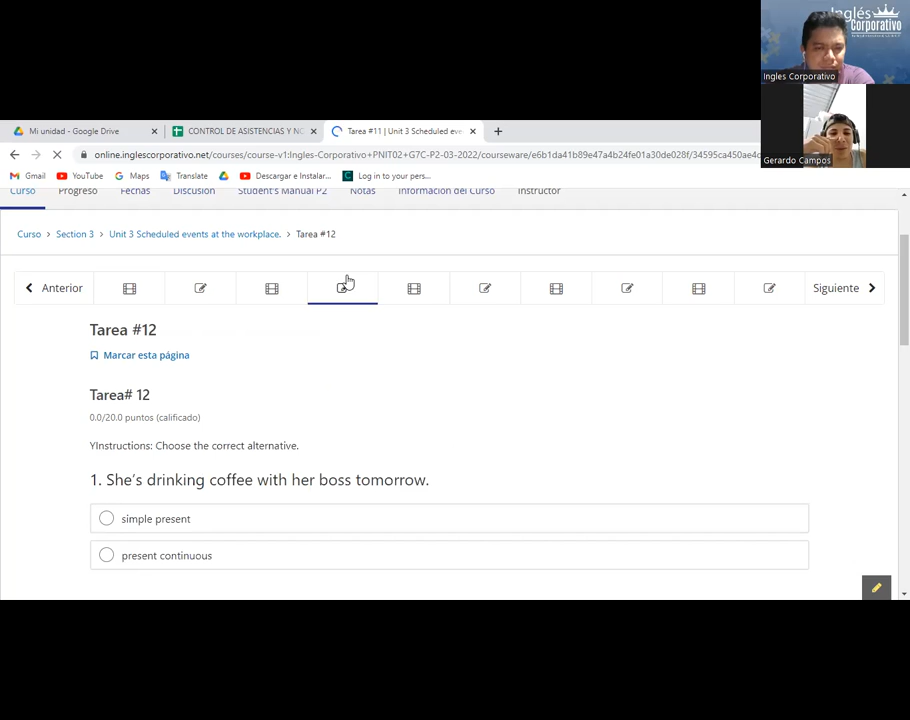 Inglés
Corporativo
Ingles Corporativo
Gerardo Campos
Mi unidad - Google Drive
CONTROL DE ASISTENCIAS Y NO
Tarea #11 | Unit 3 Scheduled eve
online.inglescorporativo.net/courses/course-v1:Ingles-Corporativo+PNIT02+G7C-P2-03-2022/courseware/e6b1da41b89e47a4b24fe01a30de028f/34595ca450ae4c
Gmail
YouTube
Maps
Translate
Descargar e Instalar...
Log in to your pers...
Curso
Progreso
Fechas
Discusión
Student's Manual P2
Notas
Información del Curso
Instructor
Curso > Section 3 > Unit 3 Scheduled events at the workplace. > Tarea #12
Anterior
Siguiente
Tarea #12
Marcar esta página
Tarea# 12
0.0/20.0 puntos (calificado)
YInstructions: Choose the correct alternative.
1. She's drinking coffee with her boss tomorrow.
simple present
present continuous